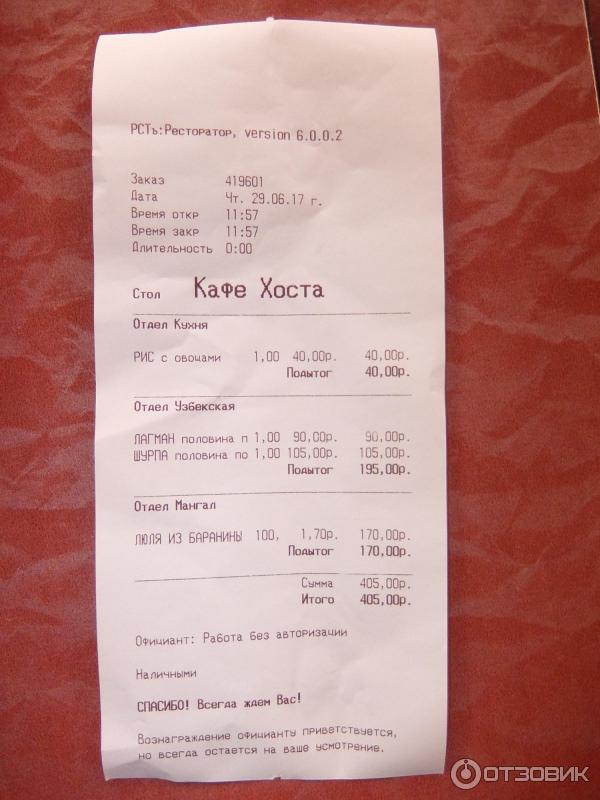 РСТЬ:Ресторатор, version 6.0.0.2
Заказ 419601
Дата Чт. 29.06.17 г.
Время откр 11:57
Время закр 11:57
Длительность 0:00
Стол Кафе Хоста
Отдел Кухня
РИС с овощами 1,00 40,00р. 40,00р.
Подытог 40,00р.
Отдел Узбекская
ЛАГМАН половина п 1,00 90,00р. 90,00р.
ШУРПА половина по 1,00 105,00р. 105,00р.
Подытог 195,00р.
Отдел Мангал
ЛЮЛЯ ИЗ БАРАНИНЫ 100, 1,70р. 170,00р.
Подытог 170,00р.
Сумма 405,00р.
Итого 405,00р.
Официант: Работа без авторизации
Наличными
СПАСИБО! Всегда ждем Вас!
Вознаграждение официанту приветствуется,
но всегда остается на ваше усмотрение.
ОТЗОВИК